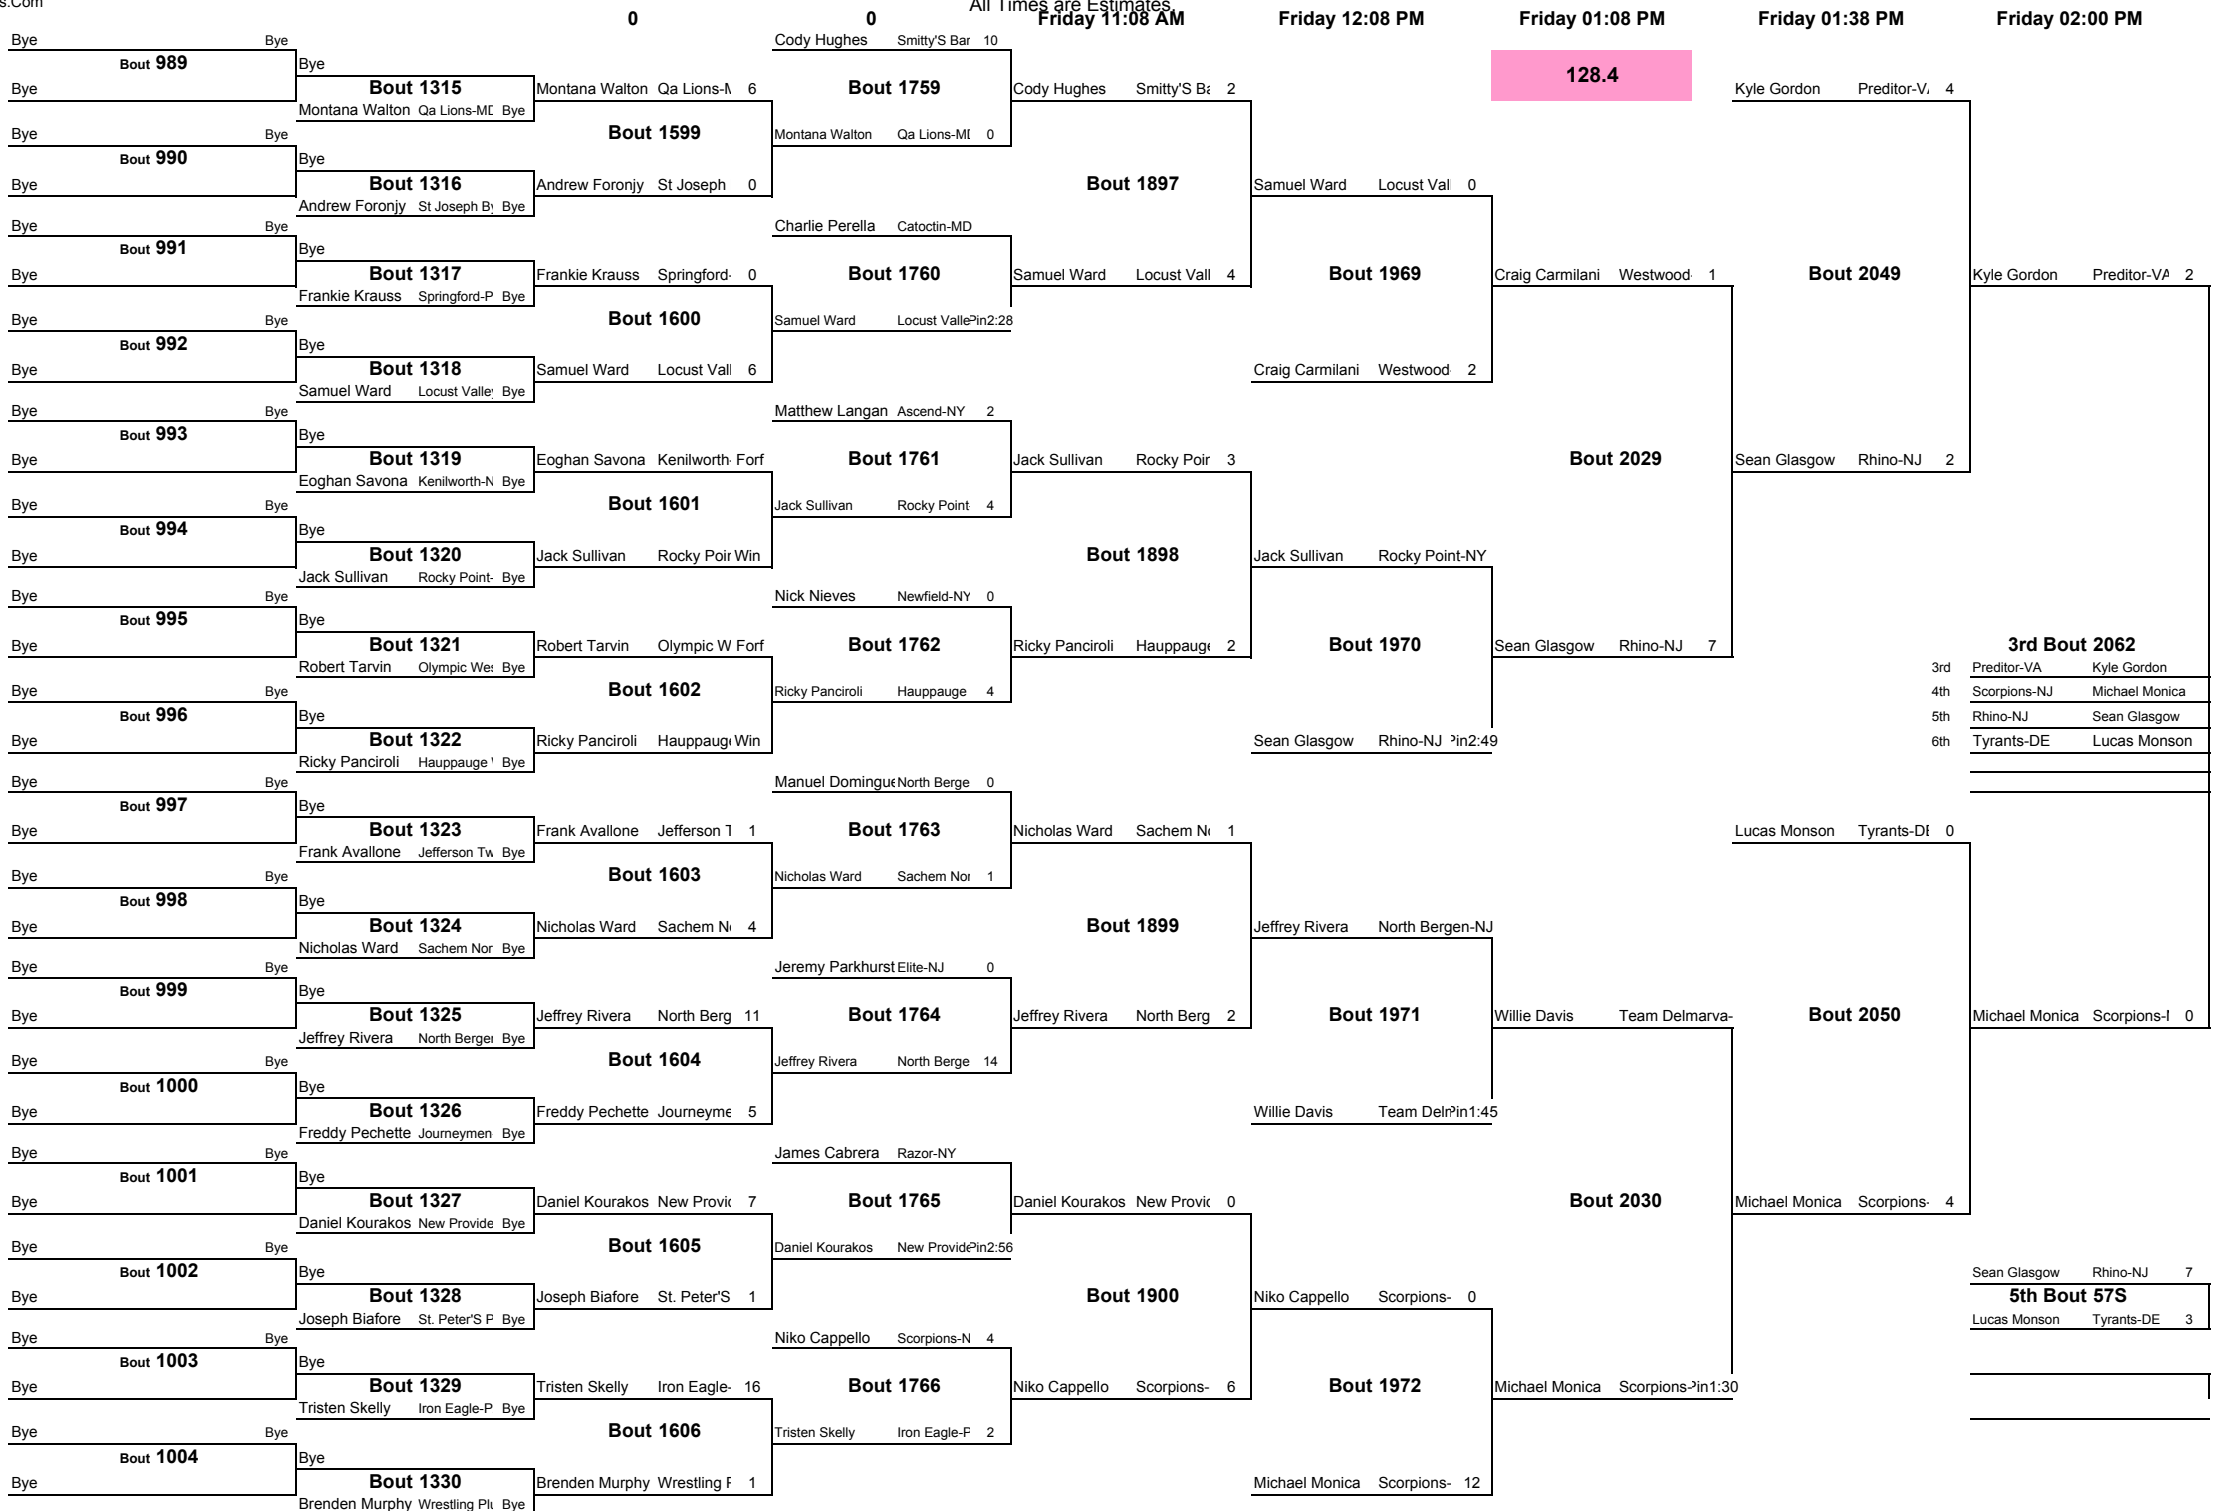 s.Com
All Times are Estimates
0 0 Friday 11:08 AM Friday 12:08 PM Friday 01:08 PM Friday 01:38 PM Friday 02:00 PM
Bye Bye Cody Hughes Smitty'S Bar 10
Bout 989 Bye 128.4
Bye Bout 1315 Montana Walton Qa Lions-M 6 Bout 1759 Cody Hughes Smitty'S Ba 2 Kyle Gordon Preditor-V 4
Montana Walton Qa Lions-MD Bye
Bye Bye Bout 1599 Montana Walton Qa Lions-MD 0
Bout 990 Bye
Bye Bout 1316 Andrew Foronjy St Joseph 0 Bout 1897 Samuel Ward Locust Val 0
Andrew Foronjy St Joseph By Bye
Bye Bye Charlie Perella Catoctin-MD
Bout 991 Bye
Bye Bout 1317 Frankie Krauss Springford- 0 Bout 1760 Samuel Ward Locust Vall 4 Bout 1969 Craig Carmilani Westwood- 1 Bout 2049 Kyle Gordon Preditor-VA 2
Frankie Krauss Springford-P Bye
Bye Bye Bout 1600 Samuel Ward Locust Valle Pin2:28
Bout 992 Bye
Bye Bout 1318 Samuel Ward Locust Vall 6 Craig Carmilani Westwood- 2
Samuel Ward Locust Valley Bye
Bye Bye Matthew Langan Ascend-NY 2
Bout 993 Bye
Bye Bout 1319 Eoghan Savona Kenilworth- Forf Bout 1761 Jack Sullivan Rocky Poir 3 Bout 2029 Sean Glasgow Rhino-NJ 2
Eoghan Savona Kenilworth-N Bye
Bye Bye Bout 1601 Jack Sullivan Rocky Point- 4
Bout 994 Bye
Bye Bout 1320 Jack Sullivan Rocky Poir Win Bout 1898 Jack Sullivan Rocky Point-NY
Jack Sullivan Rocky Point- Bye
Bye Bye Nick Nieves Newfield-NY 0
Bout 995 Bye
Bye Bout 1321 Robert Tarvin Olympic W Forf Bout 1762 Ricky Panciroli Hauppauge 2 Bout 1970 Sean Glasgow Rhino-NJ 7 3rd Bout 2062
Robert Tarvin Olympic Wes Bye 3rd Preditor-VA Kyle Gordon
Bye Bye Bout 1602 Ricky Panciroli Hauppauge 4 4th Scorpions-NJ Michael Monica
Bout 996 Bye 5th Rhino-NJ Sean Glasgow
Bye Bout 1322 Ricky Panciroli Hauppauge Win Sean Glasgow Rhino-NJ Pin2:49 6th Tyrants-DE Lucas Monson
Ricky Panciroli Hauppauge Bye
Bye Bye Manuel Domingue North Berge 0
Bout 997 Bye
Bye Bout 1323 Frank Avallone Jefferson T 1 Bout 1763 Nicholas Ward Sachem No 1 Lucas Monson Tyrants-DE 0
Frank Avallone Jefferson Tw Bye
Bye Bye Bout 1603 Nicholas Ward Sachem Nor 1
Bout 998 Bye
Bye Bout 1324 Nicholas Ward Sachem No 4 Bout 1899 Jeffrey Rivera North Bergen-NJ
Nicholas Ward Sachem Nor Bye
Bye Bye Jeremy Parkhurst Elite-NJ 0
Bout 999 Bye
Bye Bout 1325 Jeffrey Rivera North Berg 11 Bout 1764 Jeffrey Rivera North Berg 2 Bout 1971 Willie Davis Team Delmarva- Bout 2050 Michael Monica Scorpions-N 0
Jeffrey Rivera North Berger Bye
Bye Bye Bout 1604 Jeffrey Rivera North Berge 14
Bout 1000 Bye
Bye Bout 1326 Freddy Pechette Journeyme 5 Willie Davis Team Delr Pin1:45
Freddy Pechette Journeymen Bye
Bye Bye James Cabrera Razor-NY
Bout 1001 Bye
Bye Bout 1327 Daniel Kourakos New Provid 7 Bout 1765 Daniel Kourakos New Provid 0 Bout 2030 Michael Monica Scorpions- 4
Daniel Kourakos New Provide Bye
Bye Bye Bout 1605 Daniel Kourakos New Provide Pin2:56
Bout 1002 Bye Sean Glasgow Rhino-NJ 7
Bye Bout 1328 Joseph Biafore St. Peter'S 1 Bout 1900 Niko Cappello Scorpions- 0 5th Bout 57S
Joseph Biafore St. Peter'S P Bye Lucas Monson Tyrants-DE 3
Bye Bye Niko Cappello Scorpions-N 4
Bout 1003 Bye
Bye Bout 1329 Tristen Skelly Iron Eagle- 16 Bout 1766 Niko Cappello Scorpions- 6 Bout 1972 Michael Monica Scorpions- Pin1:30
Tristen Skelly Iron Eagle-P Bye
Bye Bye Bout 1606 Tristen Skelly Iron Eagle-P 2
Bout 1004 Bye
Bye Bout 1330 Brenden Murphy Wrestling P 1 Michael Monica Scorpions- 12
Brenden Murphy Wrestling Plu Bye